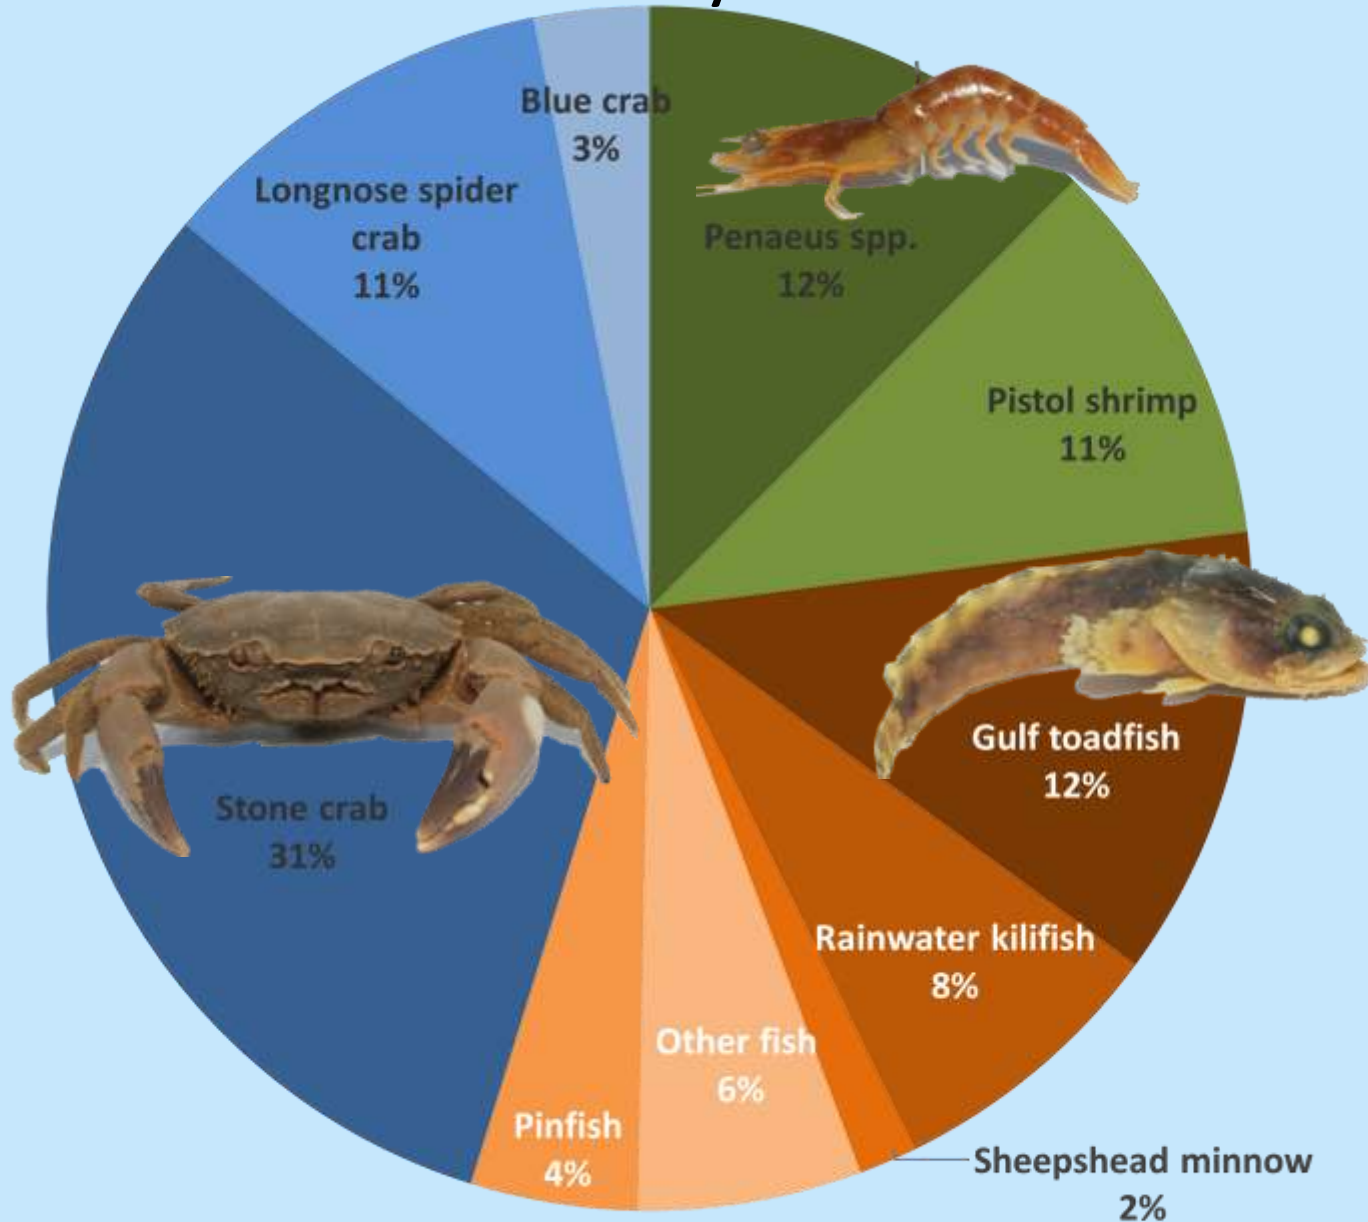 Blue crab
3%
Penaeus spp.
12%
Longnose spider
crab
11%
Pistol shrimp
11%
Gulf toadfish
12%
Stone crab
31%
Rainwater kilifish
8%
Other fish
6%
Pinfish
4%
Sheepshead minnow
2%